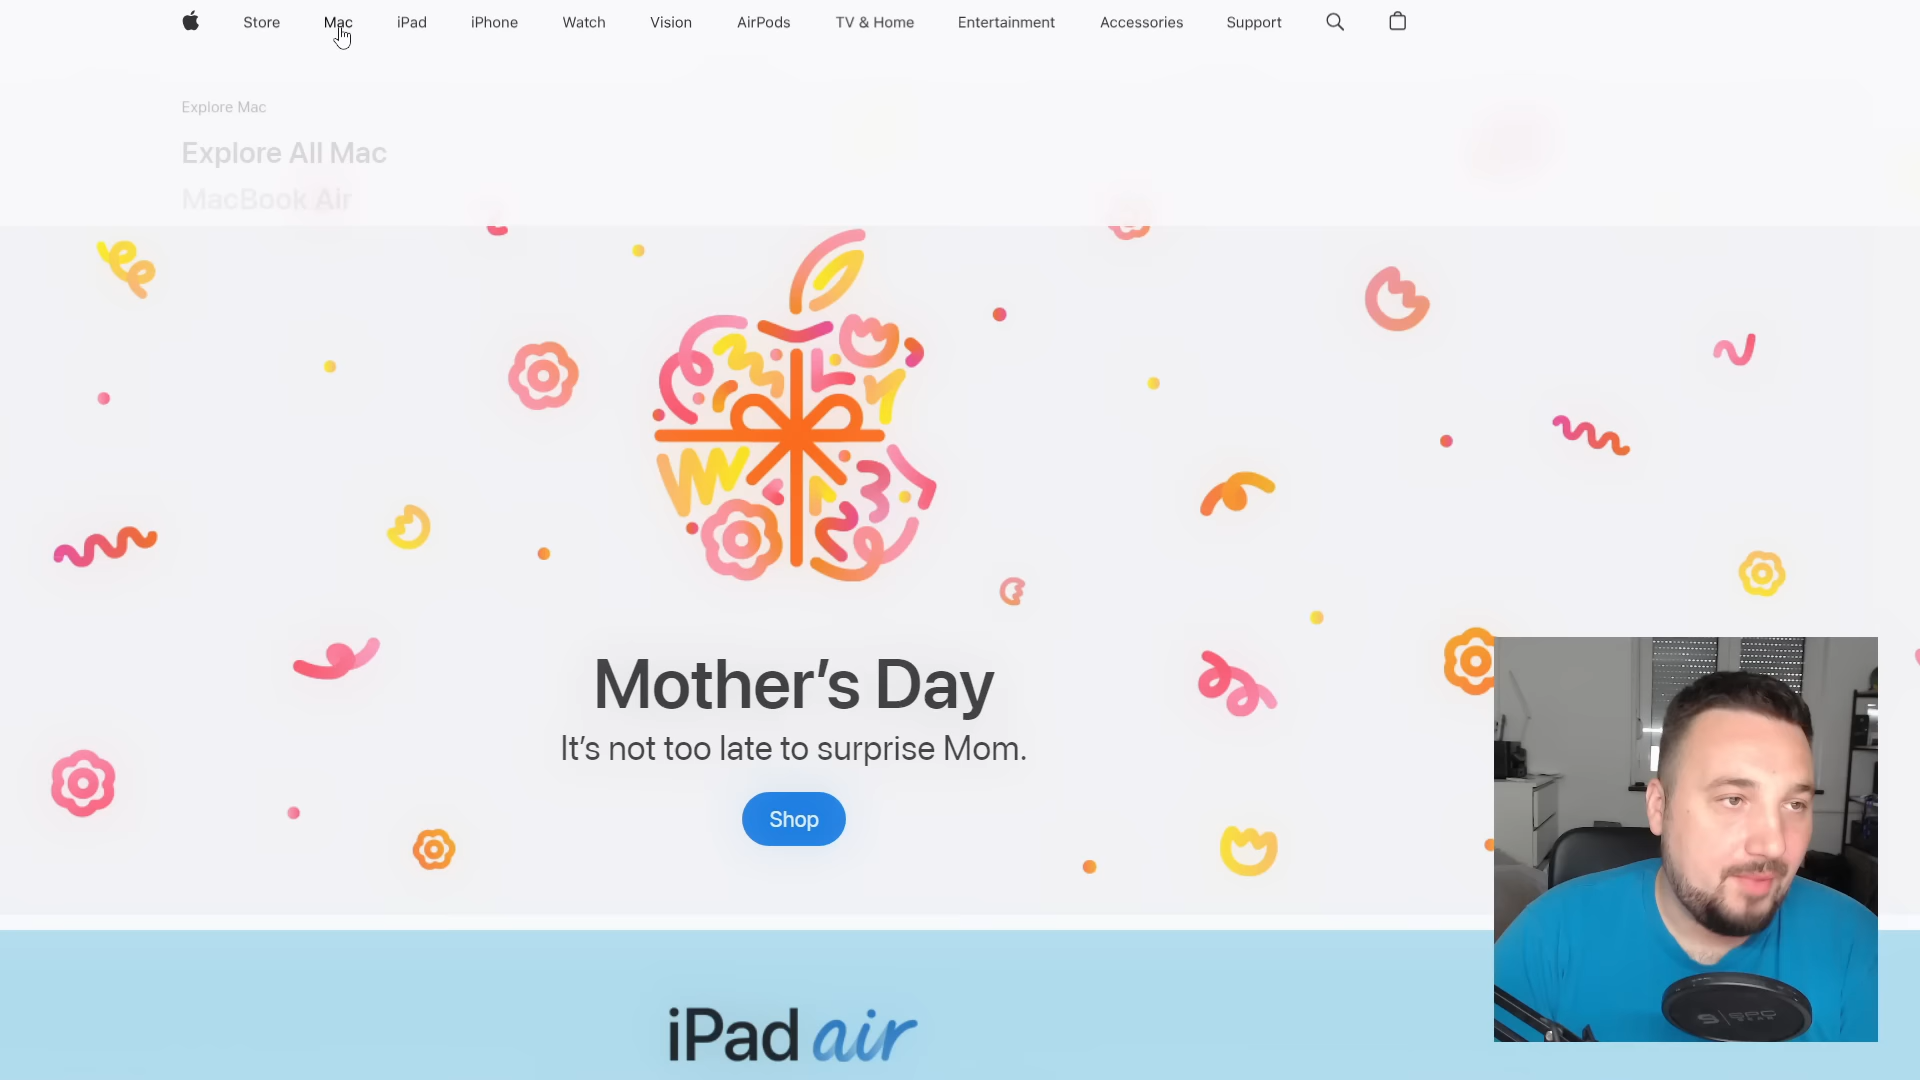 Store Mac iPad iPhone Watch Vision AirPods TV & Home Entertainment Accessories Support
Explore Mac
Explore All Mac
MacBook Air
Mother’s Day
It’s not too late to surprise Mom.
Shop
iPad air
SPC